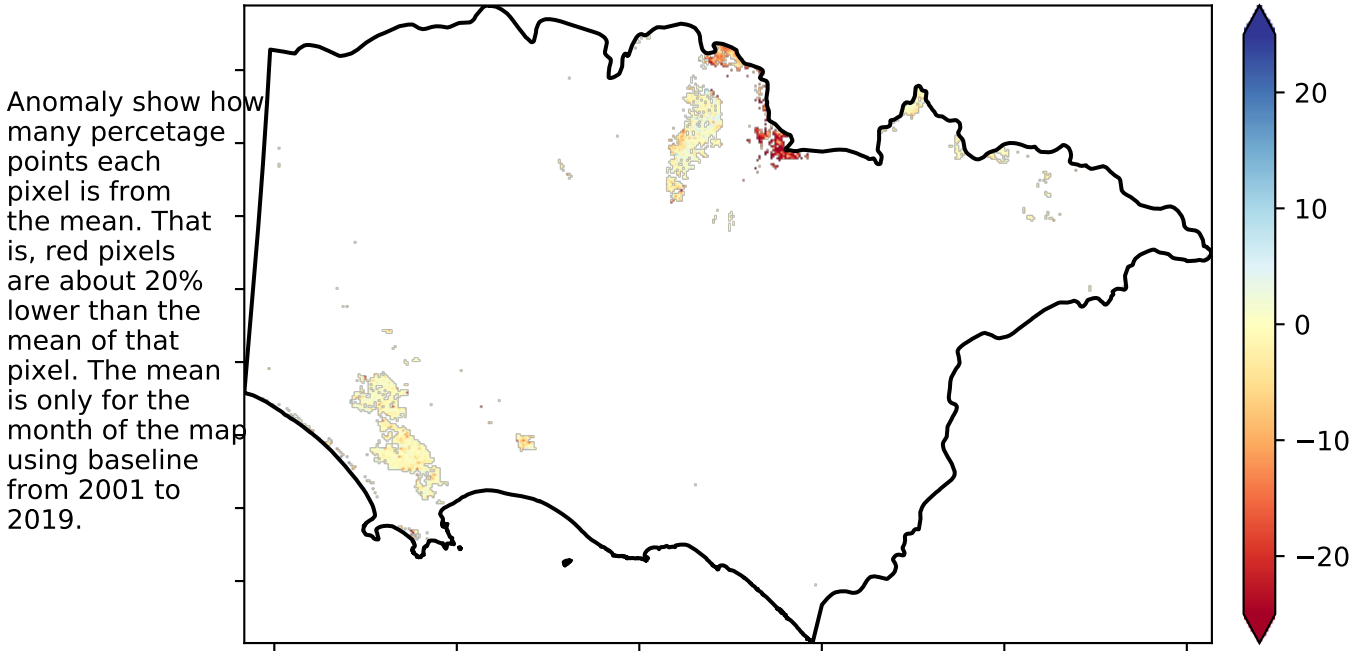 Anomaly show how
many percetage
points each
pixel is from
the mean. That
is, red pixels
are about 20%
lower than the
mean of that
pixel. The mean
is only for the
month of the map
using baseline
from 2001 to
2019.
20
10
0
−10
−20